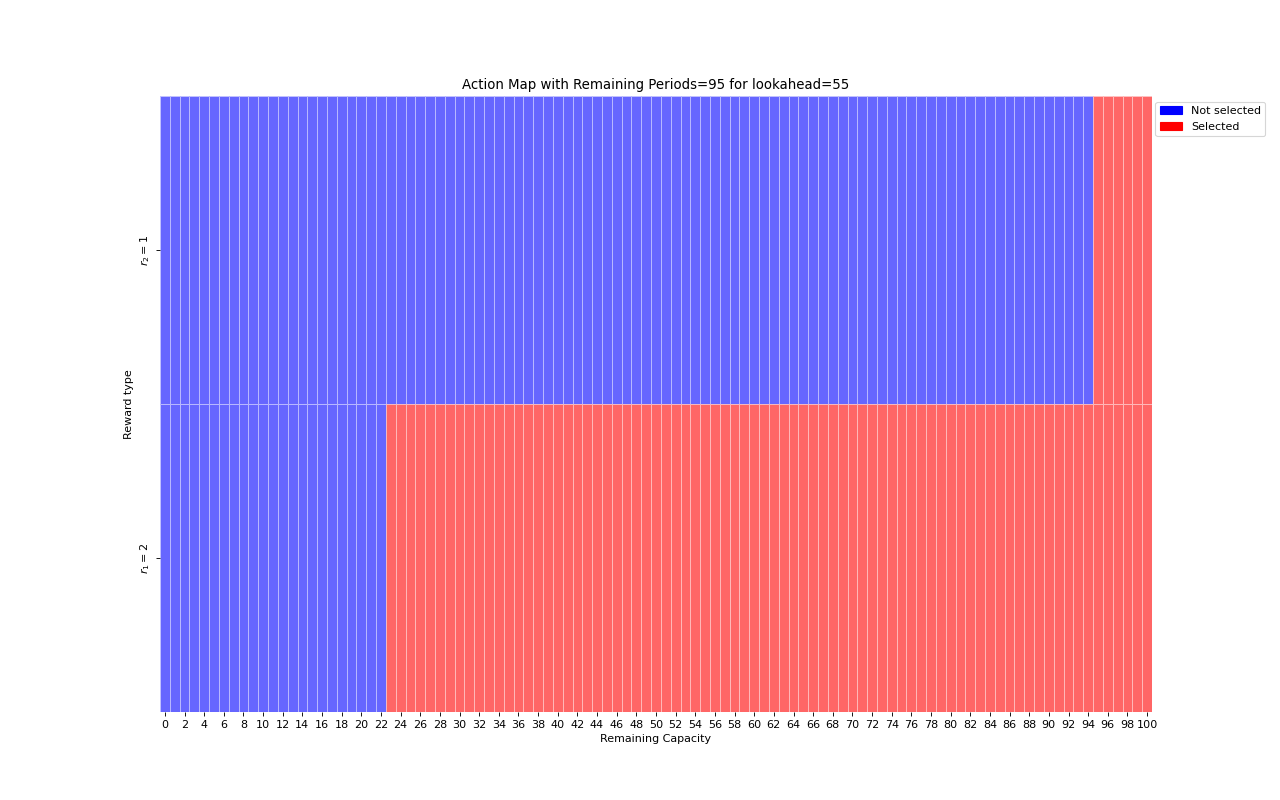 Action Map with Remaining Periods=95 for lookahead=55
Not selected
Selected
r₂ = 1
Reward type
r₁ = 2
0 2 4 6 8 10 12 14 16 18 20 22 24 26 28 30 32 34 36 38 40 42 44 46 48 50 52 54 56 58 60 62 64 66 68 70 72 74 76 78 80 82 84 86 88 90 92 94 96 98 100
Remaining Capacity